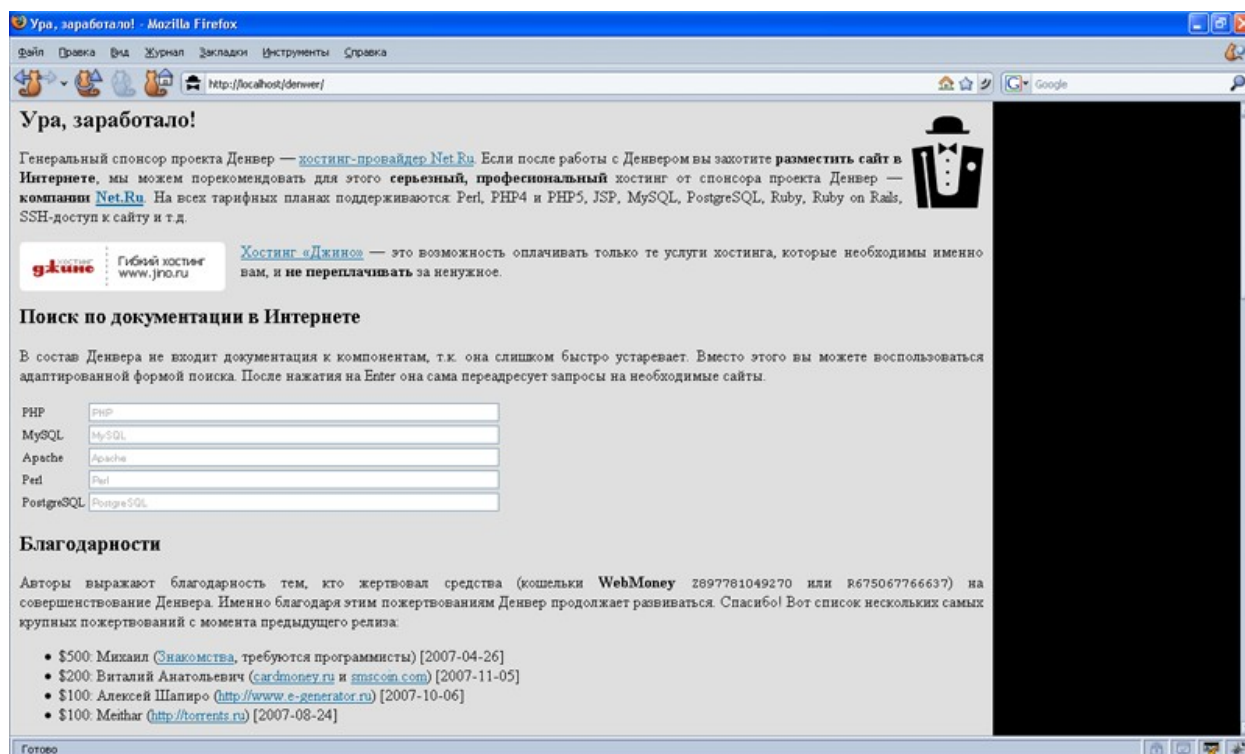 Ура, заработало! - Mozilla Firefox
Файл Правка Вид Журнал Закладки Инструменты Справка
http://localhost/denwer/
G Google
Ура, заработало!
Генеральный спонсор проекта Денвер — хостинг-провайдер Net.Ru. Если после работы с Денвером вы захотите разместить сайт в
Интернете, мы можем порекомендовать для этого серьезный, професиональный хостинг от спонсора проекта Денвер —
компании Net.Ru. На всех тарифных планах поддерживаются: Perl, PHP4 и PHP5, JSP, MySQL, PostgreSQL, Ruby, Ruby on Rails,
SSH-доступ к сайту и т.д.
хостинг
джино
Гибкий хостинг
www.jino.ru
Хостинг «Джино» — это возможность оплачивать только те услуги хостинга, которые необходимы именно
вам, и не переплачивать за ненужное.
Поиск по документации в Интернете
В состав Денвера не входит документация к компонентам, т.к. она слишком быстро устаревает. Вместо этого вы можете воспользоваться
адаптированной формой поиска. После нажатия на Enter она сама переадресует запросы на необходимые сайты.
PHP PHP
MySQL MySQL
Apache Apache
Perl Perl
PostgreSQL PostgreSQL
Благодарности
Авторы выражают благодарность тем, кто жертвовал средства (кошельки WebMoney Z897781049270 или R675067766637) на
совершенствование Денвера. Именно благодаря этим пожертвованиям Денвер продолжает развиваться. Спасибо! Вот список нескольких самых
крупных пожертвований с момента предыдущего релиза:
• $500: Михаил (Знакомства, требуются программисты) [2007-04-26]
• $200: Виталий Анатольевич (cardmoney.ru и smscoin.com) [2007-11-05]
• $100: Алексей Шапиро (http://www.e-generator.ru) [2007-10-06]
• $100: Meithar (http://torrents.ru) [2007-08-24]
Готово